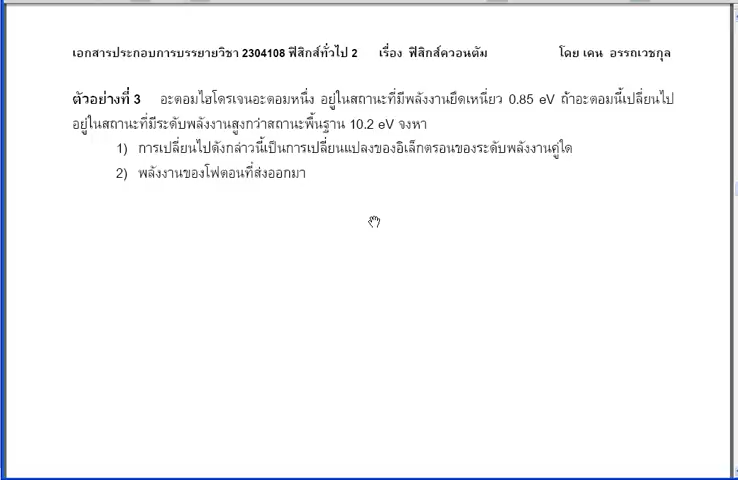 เอกสารประกอบการบรรยายวิชา 2304108 ฟิสิกส์ทั่วไป 2 เรื่อง ฟิสิกส์ควอนตัม โดย เคน อรรถเวชกุล
ตัวอย่างที่ 3 อะตอมไฮโดรเจนอะตอมหนึ่ง อยู่ในสถานะที่มีพลังงานยึดเหนี่ยว 0.85 eV ถ้าอะตอมนี้เปลี่ยนไป
อยู่ในสถานะที่มีระดับพลังงานสูงกว่าสถานะพื้นฐาน 10.2 eV จงหา
1) การเปลี่ยนไปดังกล่าวนี้เป็นการเปลี่ยนแปลงของอิเล็กตรอนของระดับพลังงานคู่ใด
2) พลังงานของโฟตอนที่ส่งออกมา